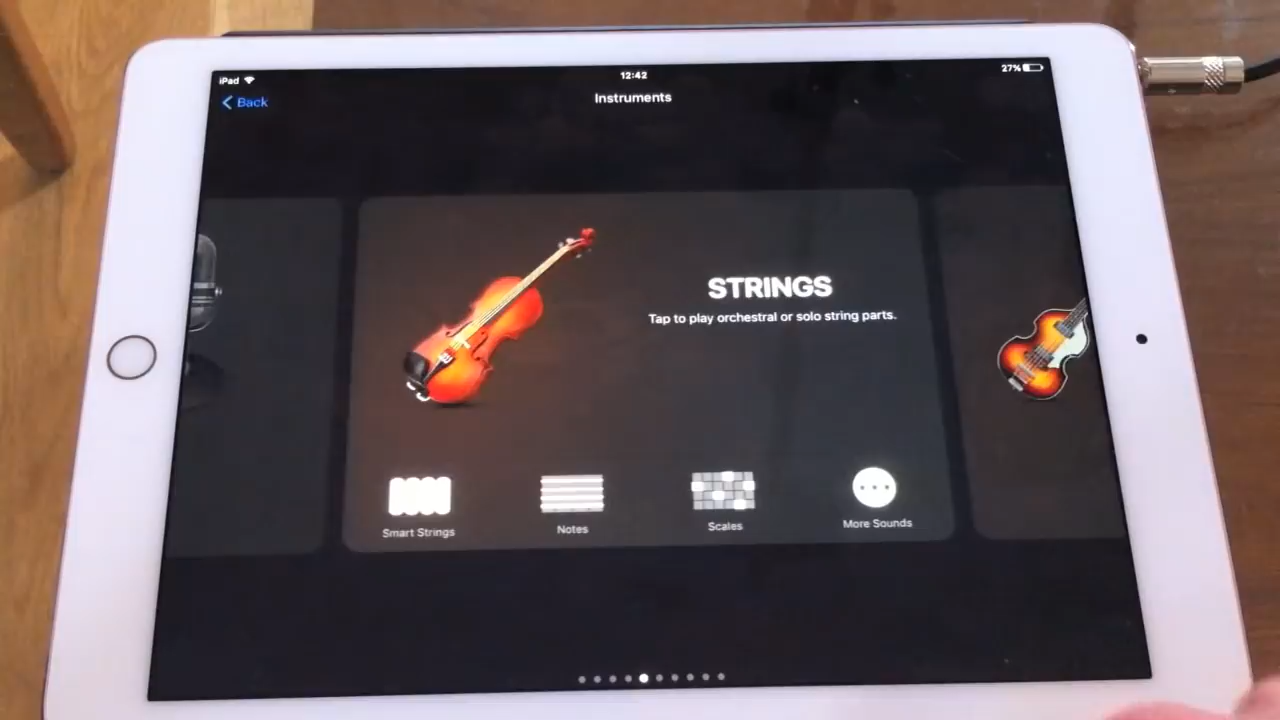 iPad
12:42
27%
Back
Instruments
STRINGS
Tap to play orchestral or solo string parts.
Smart Strings
Notes
Scales
More Sounds